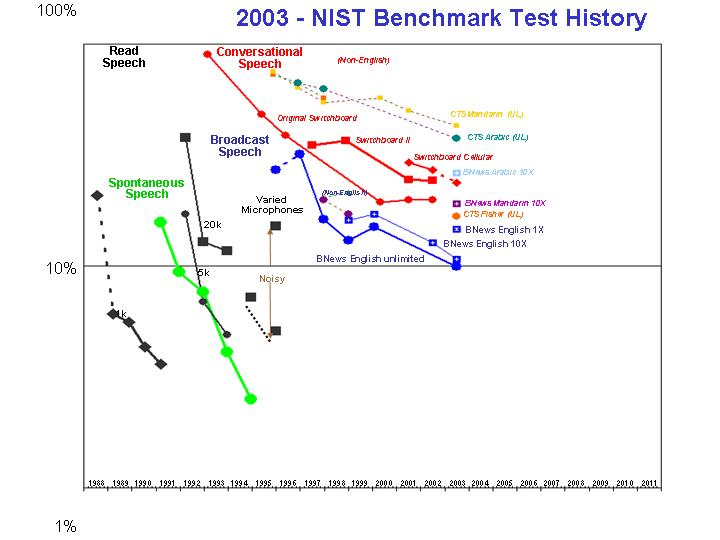 100%
2003 - NIST Benchmark Test History
Read
Speech
Conversational
Speech
(Non-English)
Original Switchboard
CTS Mandarin (UL)
Broadcast
Speech
Switchboard II
CTS Arabic (UL)
Switchboard Cellular
BNews Arabic 10X
Spontaneous
Speech
Varied
Microphones
(Non-English)
BNews Mandarin 10X
CTS Fisher (UL)
20k
BNews English 1X
BNews English 10X
BNews English unlimited
10%
5k
Noisy
1k
1988 1989 1990 1991 1992 1993 1994 1995 1996 1997 1998 1999 2000 2001 2002 2003 2004 2005 2006 2007 2008 2009 2010 2011
1%